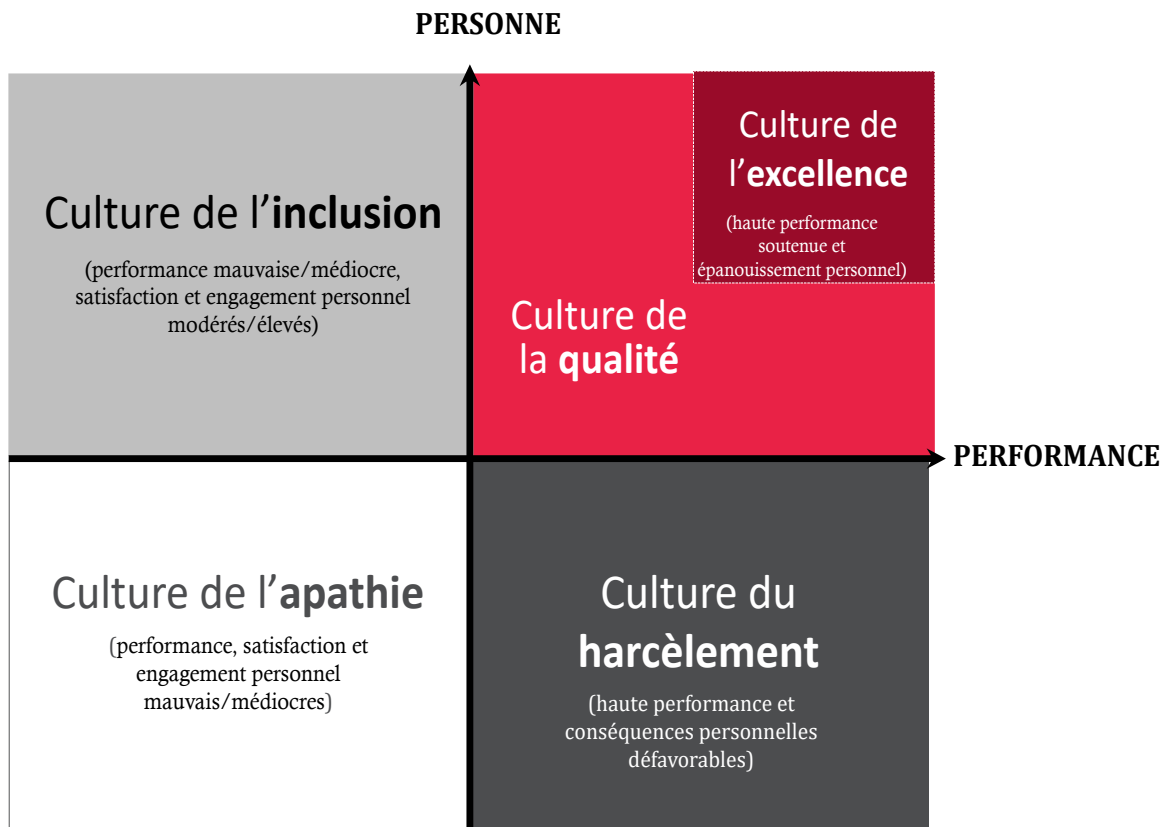 PERSONNE
Culture de l’inclusion
(performance mauvaise/médiocre,
satisfaction et engagement personnel
modérés/élevés)
Culture de
l’excellence
(haute performance
soutenue et
épanouissement personnel)
Culture de
la qualité
PERFORMANCE
Culture de l’apathie
(performance, satisfaction et
engagement personnel
mauvais/médiocres)
Culture du
harcèlement
(haute performance et
conséquences personnelles
défavorables)